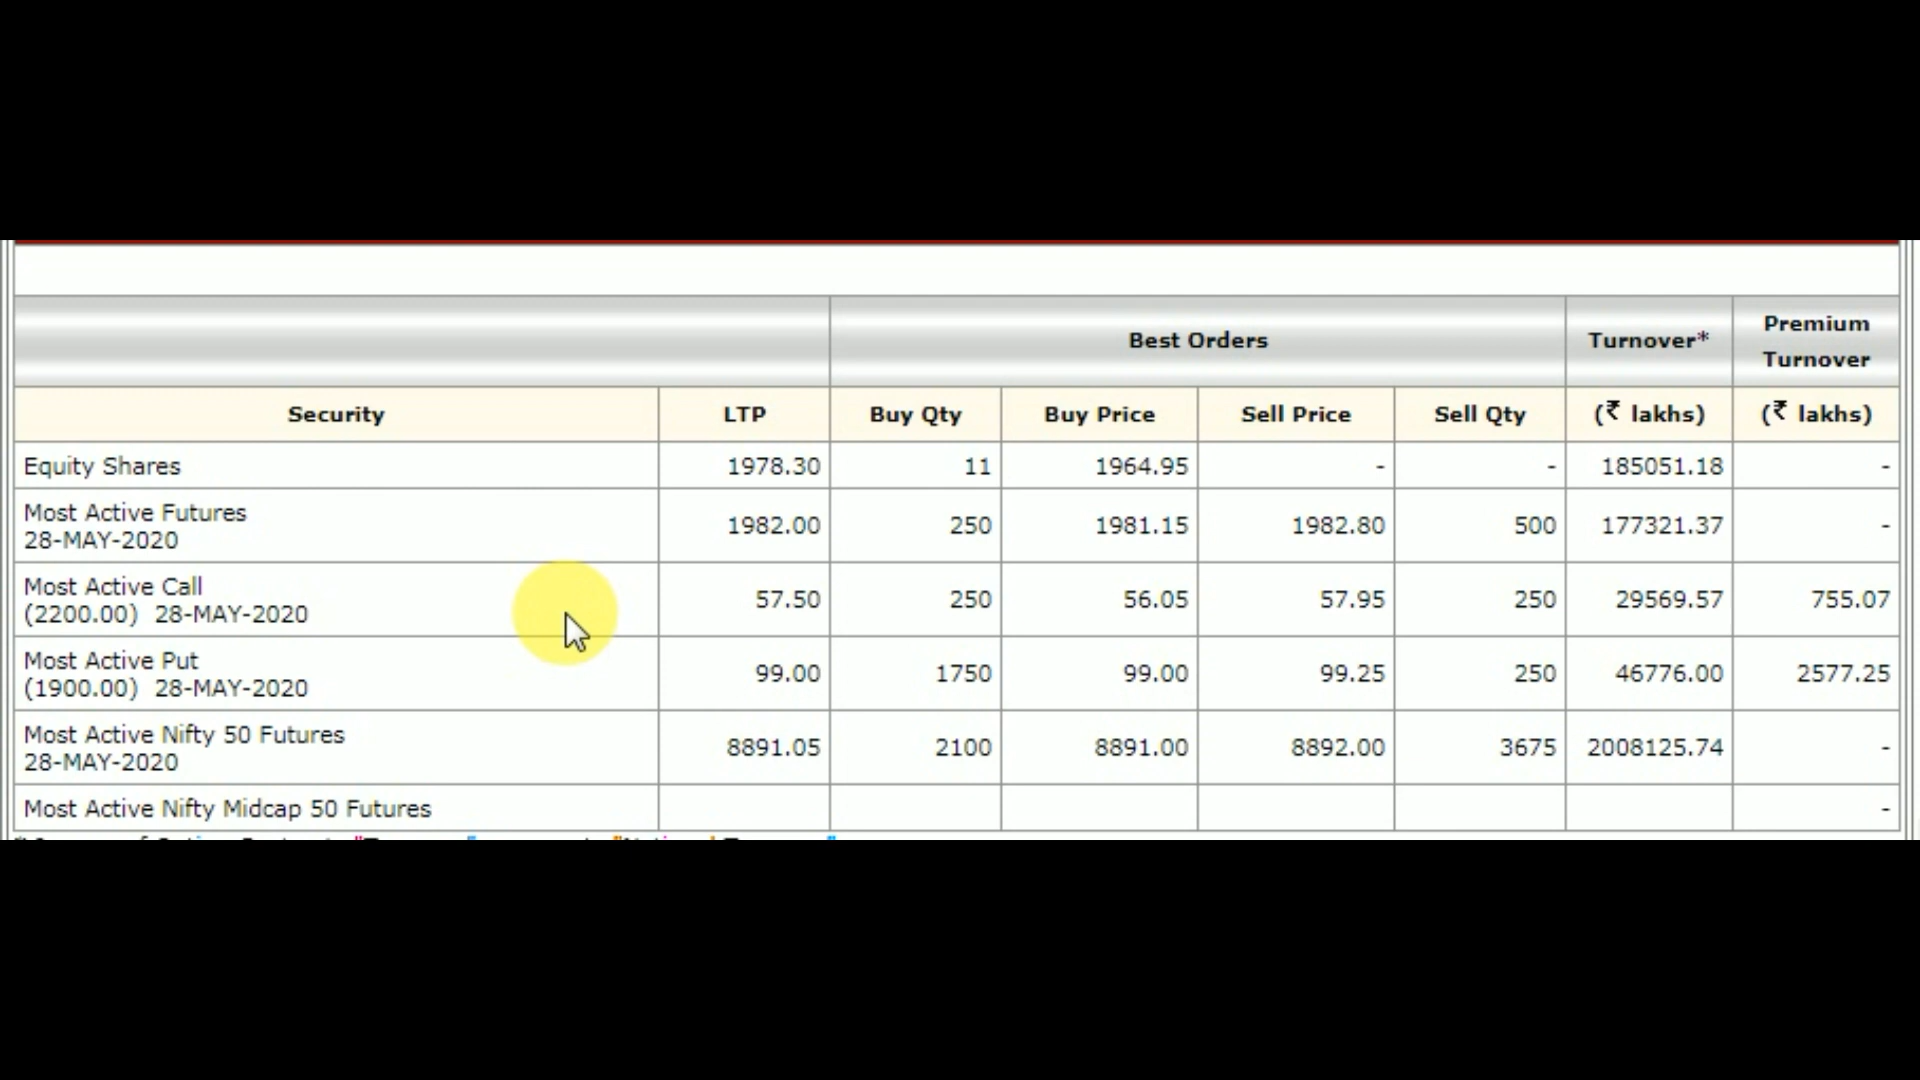 Best Orders Turnover* Premium Turnover
Security LTP Buy Qty Buy Price Sell Price Sell Qty (₹ lakhs) (₹ lakhs)
Equity Shares 1978.30 11 1964.95 - - 185051.18 -
Most Active Futures
28-MAY-2020 1982.00 250 1981.15 1982.80 500 177321.37 -
Most Active Call
(2200.00) 28-MAY-2020 57.50 250 56.05 57.95 250 29569.57 755.07
Most Active Put
(1900.00) 28-MAY-2020 99.00 1750 99.00 99.25 250 46776.00 2577.25
Most Active Nifty 50 Futures
28-MAY-2020 8891.05 2100 8891.00 8892.00 3675 2008125.74 -
Most Active Nifty Midcap 50 Futures -